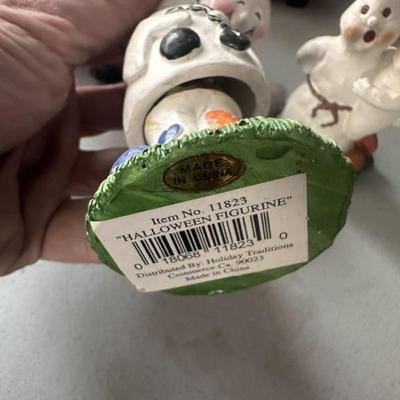 MADE
IN CHINA
Item No. 11823
"HALLOWEEN FIGURINE"
0 18068 11823 0
Distributed By: Holiday Traditions
Commerce Ca. 90023
Made in China